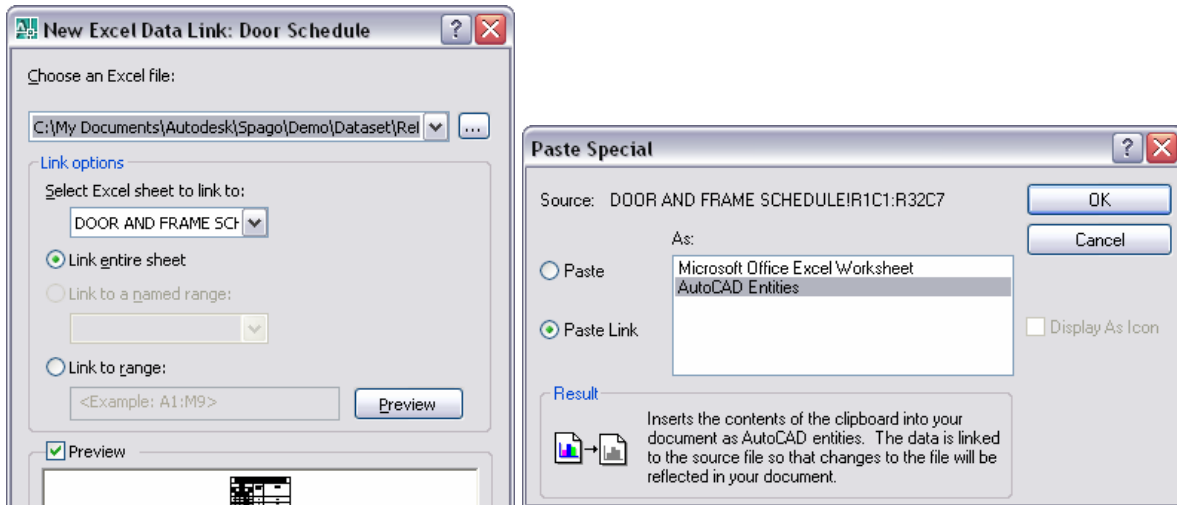 New Excel Data Link: Door Schedule
Choose an Excel file:
C:\My Documents\Autodesk\Spago\Demo\Dataset\Rel
...
Link options
Select Excel sheet to link to:
DOOR AND FRAME SCH
Link entire sheet
Link to a named range:
Link to range:
<Example: A1:M9>
Preview
Preview
Paste Special
Source: DOOR AND FRAME SCHEDULE!R1C1:R32C7
OK
As:
Cancel
Paste
Microsoft Office Excel Worksheet
AutoCAD Entities
Paste Link
Display As Icon
Result
Inserts the contents of the clipboard into your
document as AutoCAD entities. The data is linked
to the source file so that changes to the file will be
reflected in your document.